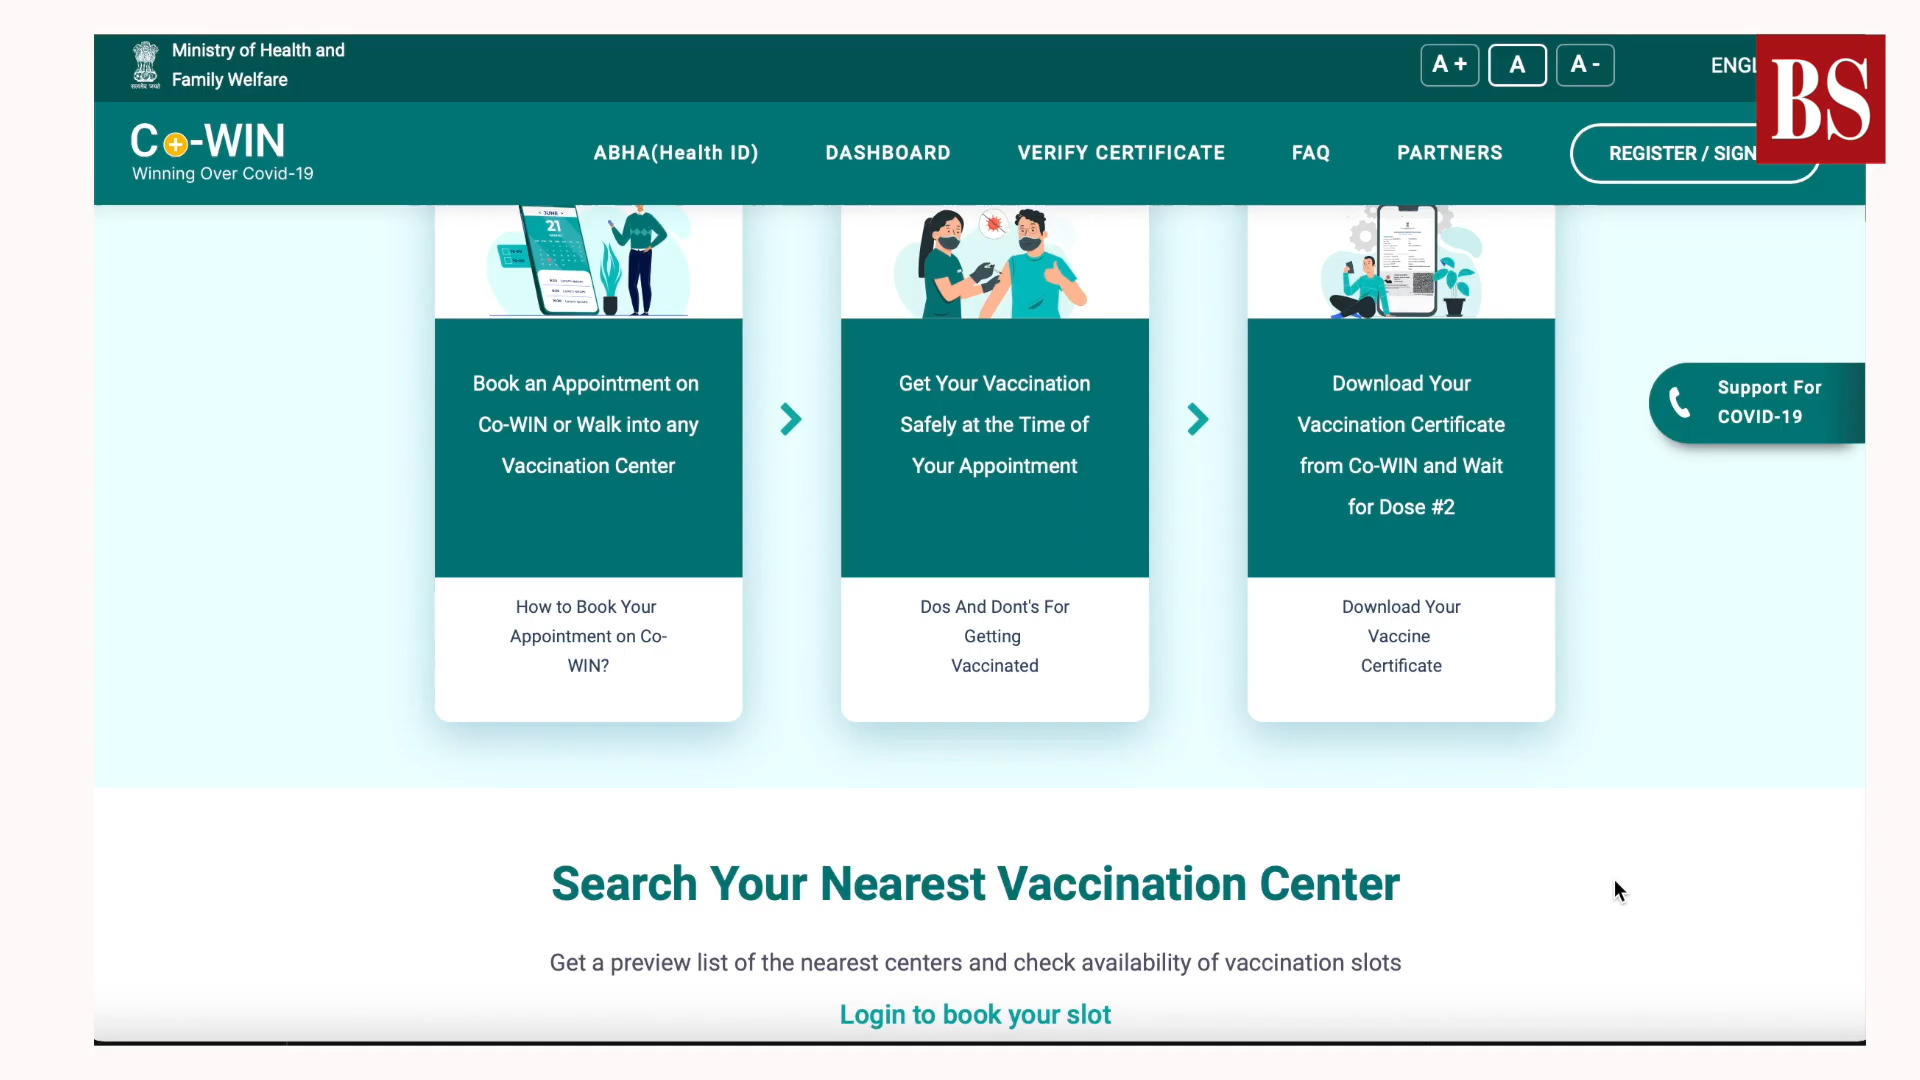 Ministry of Health and
Family Welfare
A+ A A-
ENGL
BS
Co-WIN
Winning Over Covid-19
ABHA(Health ID) DASHBOARD VERIFY CERTIFICATE FAQ PARTNERS REGISTER / SIGN
JUNE
21
Book an Appointment on
Co-WIN or Walk into any
Vaccination Center
How to Book Your
Appointment on Co-
WIN?
Get Your Vaccination
Safely at the Time of
Your Appointment
Dos And Dont's For
Getting
Vaccinated
Download Your
Vaccination Certificate
from Co-WIN and Wait
for Dose #2
Download Your
Vaccine
Certificate
Support For
COVID-19
Search Your Nearest Vaccination Center
Get a preview list of the nearest centers and check availability of vaccination slots
Login to book your slot